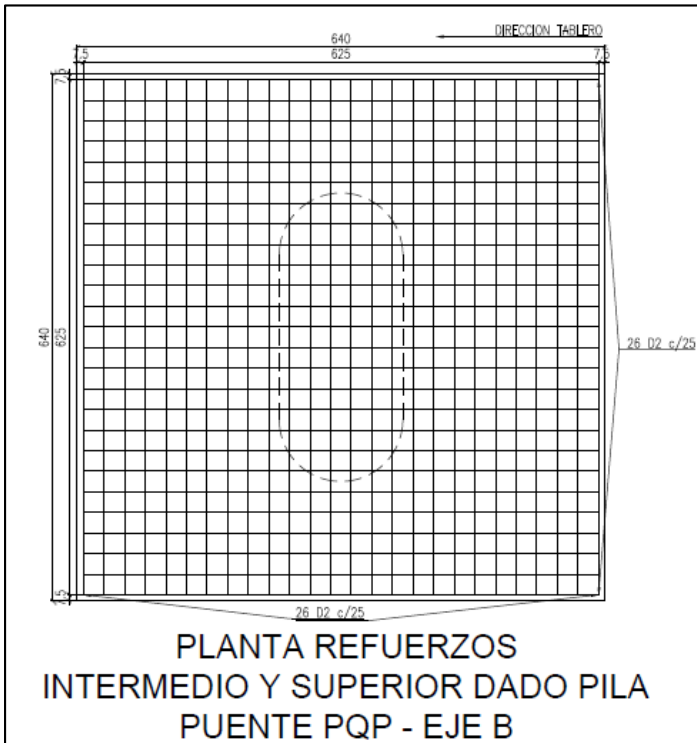 DIRECCION TABLERO
640
7.5 625 7.5
7.5
640
625
26 D2 c/25
7.5
26 D2 c/25
PLANTA REFUERZOS
INTERMEDIO Y SUPERIOR DADO PILA
PUENTE PQP - EJE B